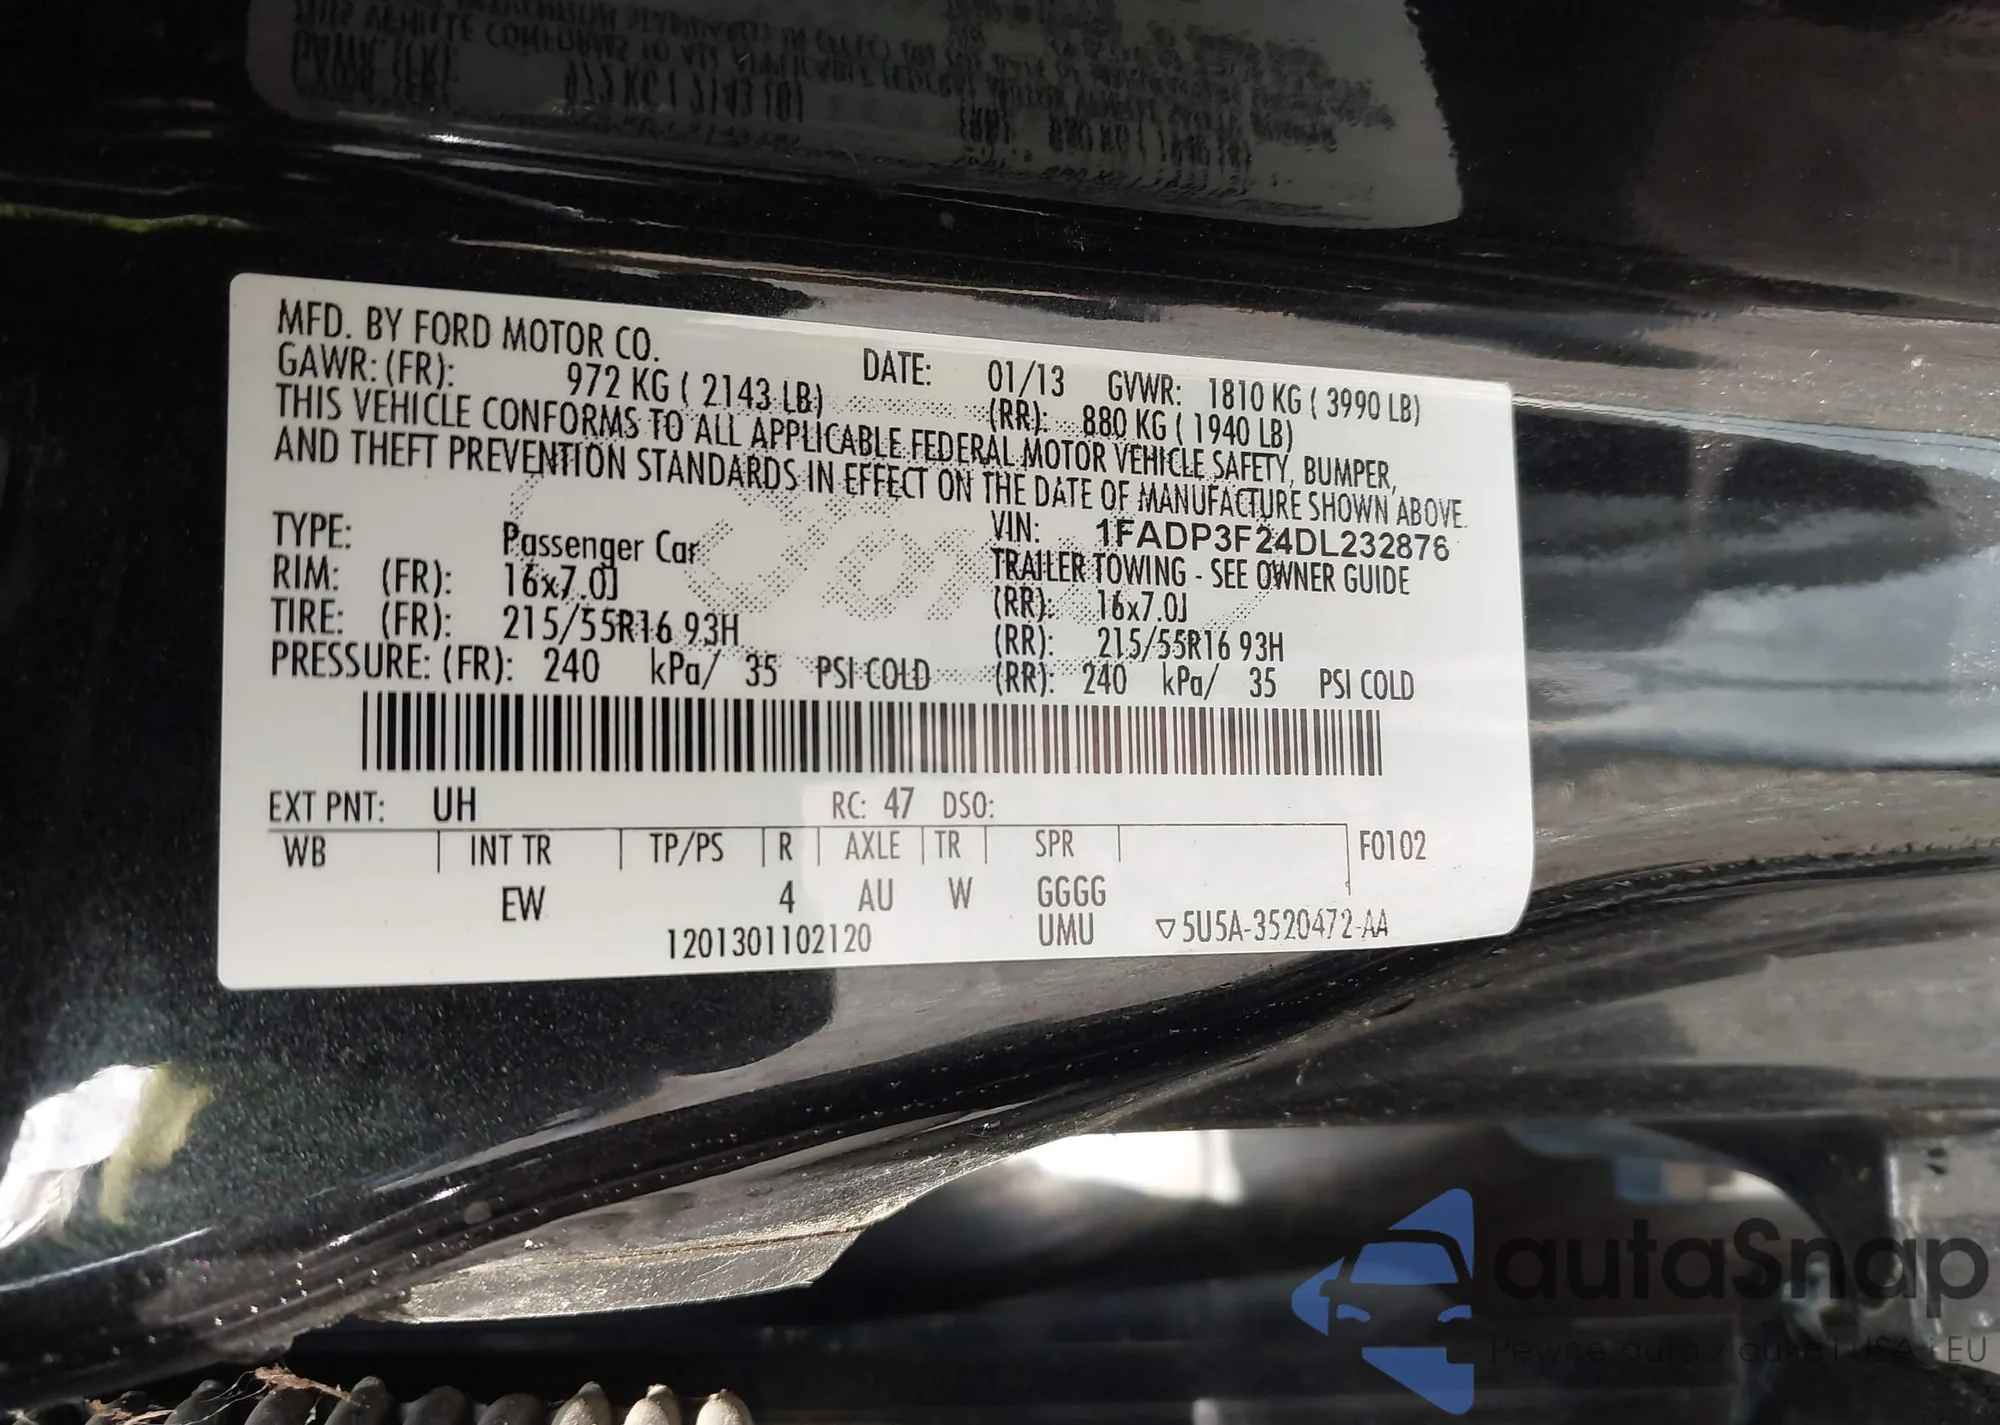 MFD. BY FORD MOTOR CO. DATE: 01/13 GVWR: 1810 KG ( 3990 LB)
GAWR: (FR): 972 KG ( 2143 LB) (RR): 880 KG ( 1940 LB)
THIS VEHICLE CONFORMS TO ALL APPLICABLE FEDERAL MOTOR VEHICLE SAFETY, BUMPER,
AND THEFT PREVENTION STANDARDS IN EFFECT ON THE DATE OF MANUFACTURE SHOWN ABOVE.
VIN: 1FADP3F24DL232876
TYPE: Passenger Car TRAILER TOWING - SEE OWNER GUIDE
RIM: (FR): 16x7.0J (RR): 16x7.0J
TIRE: (FR): 215/55R16 93H (RR): 215/55R16 93H
PRESSURE: (FR): 240 kPa/ 35 PSI COLD (RR): 240 kPa/ 35 PSI COLD
EXT PNT: UH RC: 47 DSO:
WB INT TR TP/PS R AXLE TR SPR F0102
EW 4 AU W GGGG
1201301102120 UMU ▽5U5A-3520472-AA
autaSnap
Pewne auta z aukcji USA i EU